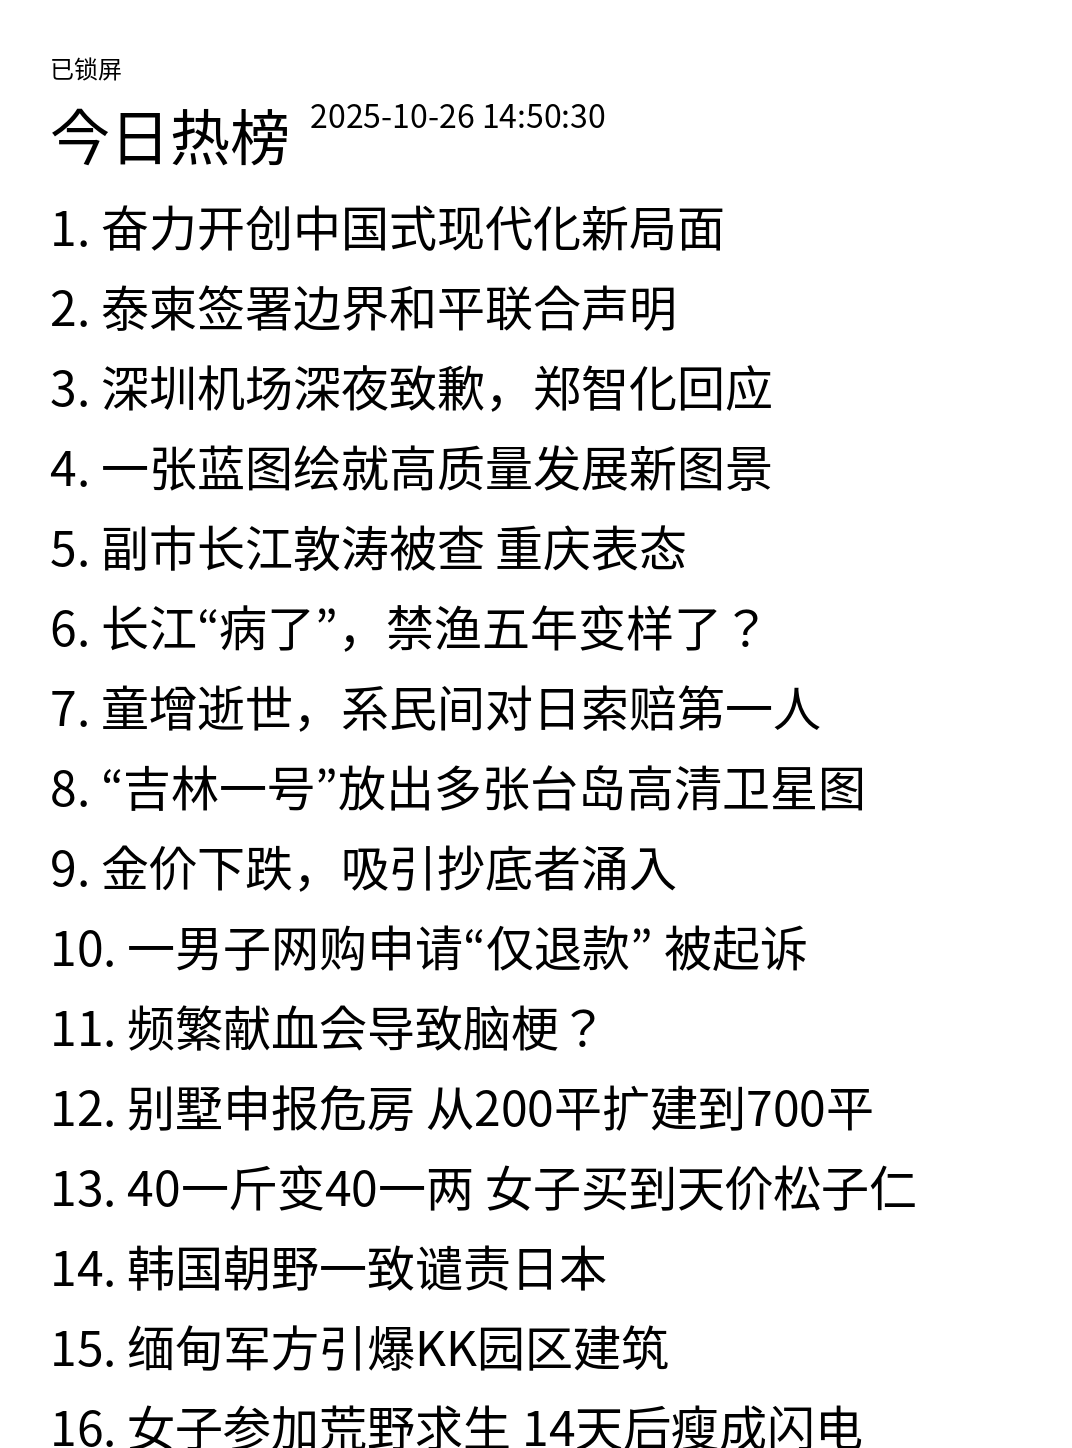 已锁屏
今日热榜 2025-10-26 14:50:30
1. 奋力开创中国式现代化新局面
2. 泰柬签署边界和平联合声明
3. 深圳机场深夜致歉，郑智化回应
4. 一张蓝图绘就高质量发展新图景
5. 副市长江敦涛被查 重庆表态
6. 长江“病了”，禁渔五年变样了？
7. 童增逝世，系民间对日索赔第一人
8. “吉林一号”放出多张台岛高清卫星图
9. 金价下跌，吸引抄底者涌入
10. 一男子网购申请“仅退款” 被起诉
11. 频繁献血会导致脑梗？
12. 别墅申报危房 从200平扩建到700平
13. 40一斤变40一两 女子买到天价松子仁
14. 韩国朝野一致谴责日本
15. 缅甸军方引爆KK园区建筑
16. 女子参加荒野求生 14天后瘦成闪电